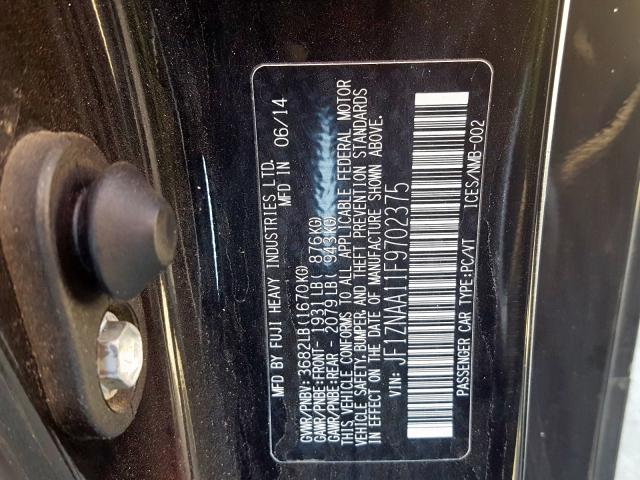 MFD BY FUJI HEAVY INDUSTRIES LTD.
MFD IN 06/14
GVWR/PNBV: 3682LB(1670KG)
GAWR/PNBE:FRONT- 1931LB( 876KG)
GAWR/PNBE:REAR - 2079LB( 943KG)
THIS VEHICLE CONFORMS TO ALL APPLICABLE FEDERAL MOTOR
VEHICLE SAFETY, BUMPER, AND THEFT PREVENTION STANDARDS
IN EFFECT ON THE DATE OF MANUFACTURE SHOWN ABOVE.
VIN: JF1ZNAA11F9702375
PASSENGER CAR TYPE:PC/VT ICES/NMB-002